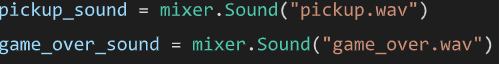 pickup_sound = mixer.Sound("pickup.wav")
game_over_sound = mixer.Sound("game_over.wav")